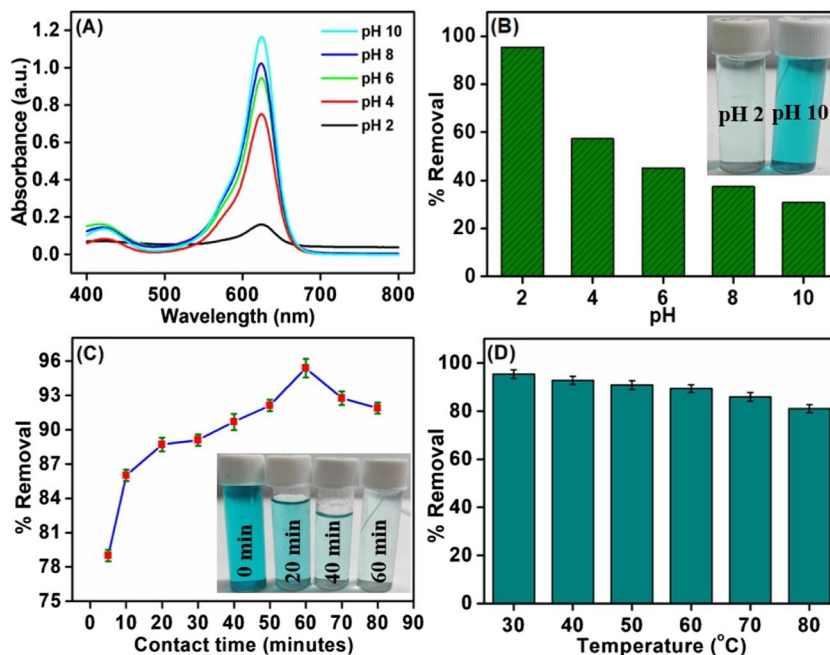 (A)
pH 10
pH 8
pH 6
pH 4
pH 2
Absorbance (a.u.)
1.2
1.0
0.8
0.6
0.4
0.2
0.0
400 500 600 700 800
Wavelength (nm)
(B)
pH 2 pH 10
% Removal
100
80
60
40
20
0
2 4 6 8 10
pH
(C)
% Removal
96
93
90
87
84
81
78
75
0 min
20 min
40 min
60 min
0 10 20 30 40 50 60 70 80 90
Contact time (minutes)
(D)
% Removal
100
80
60
40
20
0
30 40 50 60 70 80
Temperature (°C)